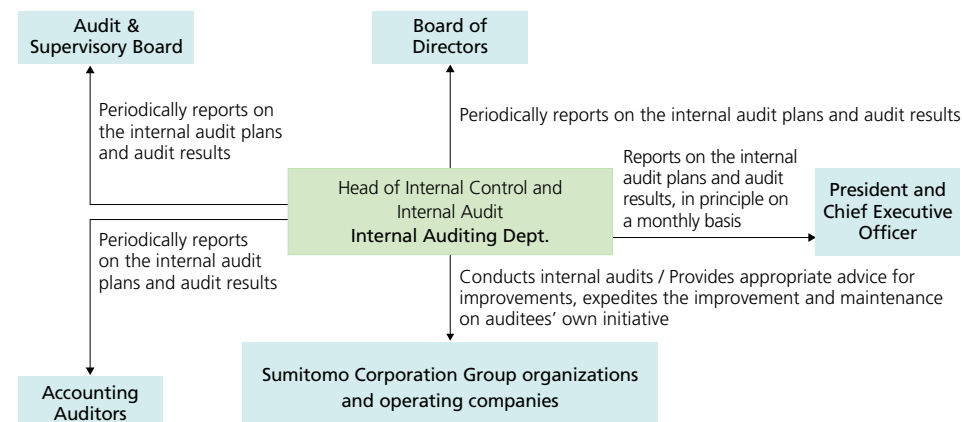 Audit &
Supervisory Board
Board of
Directors
Periodically reports on
the internal audit plans
and audit results
Periodically reports on the internal audit plans and audit results
Reports on the internal
audit plans and audit
results, in principle on
a monthly basis
Head of Internal Control and
Internal Audit
Internal Auditing Dept.
President and
Chief Executive
Officer
Periodically reports
on the internal audit
plans and audit results
Conducts internal audits / Provides appropriate advice for
improvements, expedites the improvement and maintenance
on auditees’ own initiative
Sumitomo Corporation Group organizations
and operating companies
Accounting
Auditors